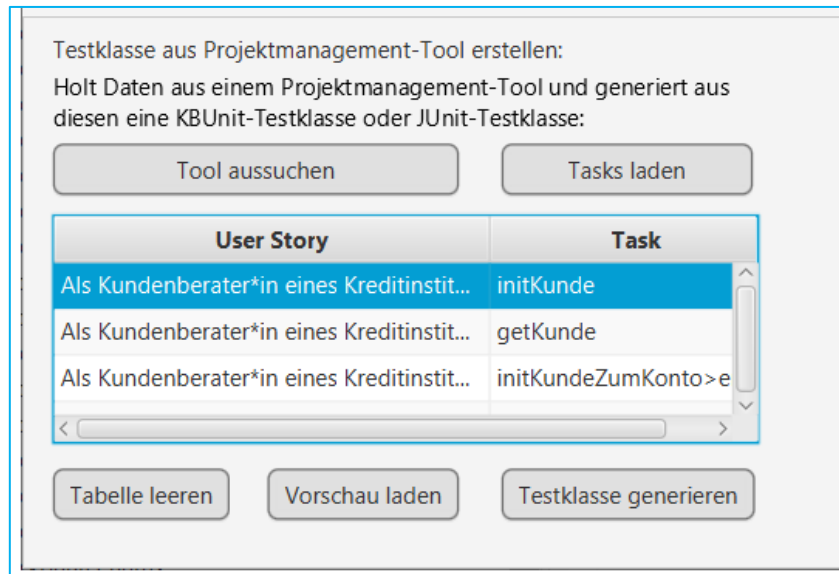 Testklasse aus Projektmanagement-Tool erstellen:
Holt Daten aus einem Projektmanagement-Tool und generiert aus
diesen eine KBUnit-Testklasse oder JUnit-Testklasse:
Tool aussuchen Tasks laden
User Story Task
Als Kundenberater*in eines Kreditinstit... initKunde
Als Kundenberater*in eines Kreditinstit... getKunde
Als Kundenberater*in eines Kreditinstit... initKundeZumKonto>e
Tabelle leeren Vorschau laden Testklasse generieren